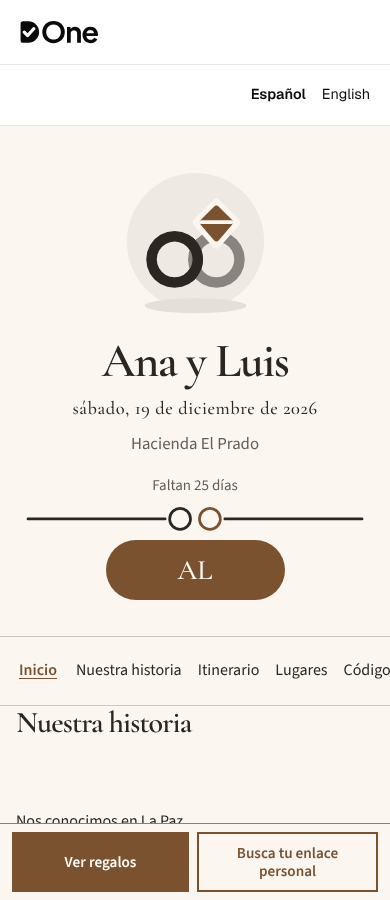 One
Español English
Ana y Luis
sábado, 19 de diciembre de 2026
Hacienda El Prado
Faltan 25 días
AL
Inicio Nuestra historia Itinerario Lugares Código
Nuestra historia
Nos conocimos en La Paz
Ver regalos
Busca tu enlace
personal